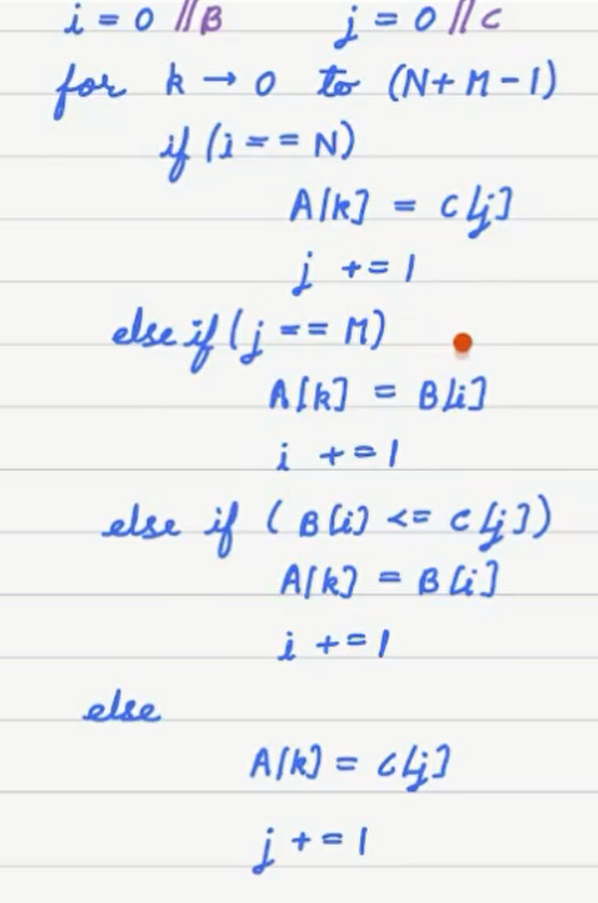 i = 0 //B j = 0 //C
for k → 0 to (N+M-1)
if (i == N)
A[k] = C[j]
j += 1
else if (j == M)
A[k] = B[i]
i += 1
else if (B[i] <= C[j])
A[k] = B[i]
i += 1
else
A[k] = C[j]
j += 1